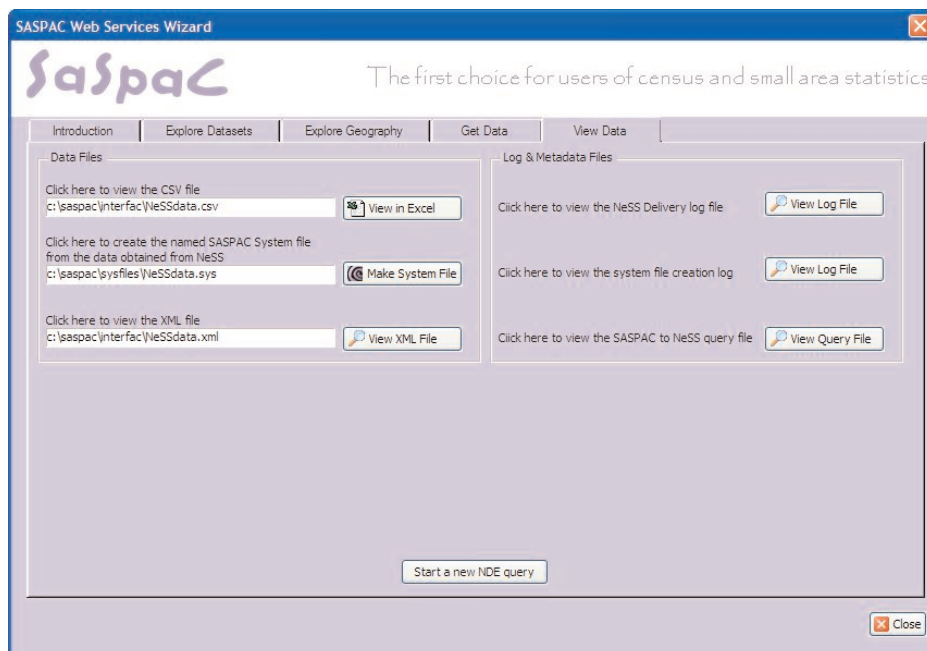 SASPAC Web Services Wizard
SaSpaC
The first choice for users of census and small area statistics
Introduction
Explore Datasets
Explore Geography
Get Data
View Data
Data Files
Click here to view the CSV file
c:\saspac\interfac\NeSSdata.csv
View in Excel
Click here to create the named SASPAC System file
from the data obtained from NeSS
c:\saspac\sysfiles\NeSSdata.sys
Make System File
Click here to view the XML file
c:\saspac\interfac\NeSSdata.xml
View XML File
Log & Metadata Files
Click here to view the NeSS Delivery log file
View Log File
Click here to view the system file creation log
View Log File
Click here to view the SASPAC to NeSS query file
View Query File
Start a new NDE query
Close